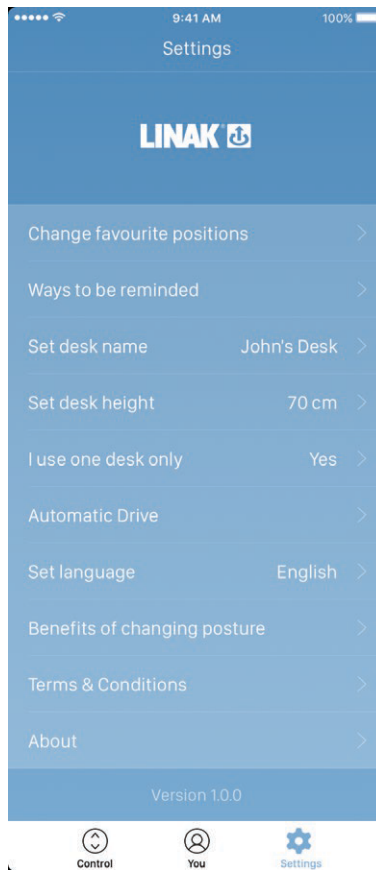 9:41 AM 100%
Settings
LINAK
Change favourite positions
Ways to be reminded
Set desk name John's Desk
Set desk height 70 cm
I use one desk only Yes
Automatic Drive
Set language English
Benefits of changing posture
Terms & Conditions
About
Version 1.0.0
Control You Settings